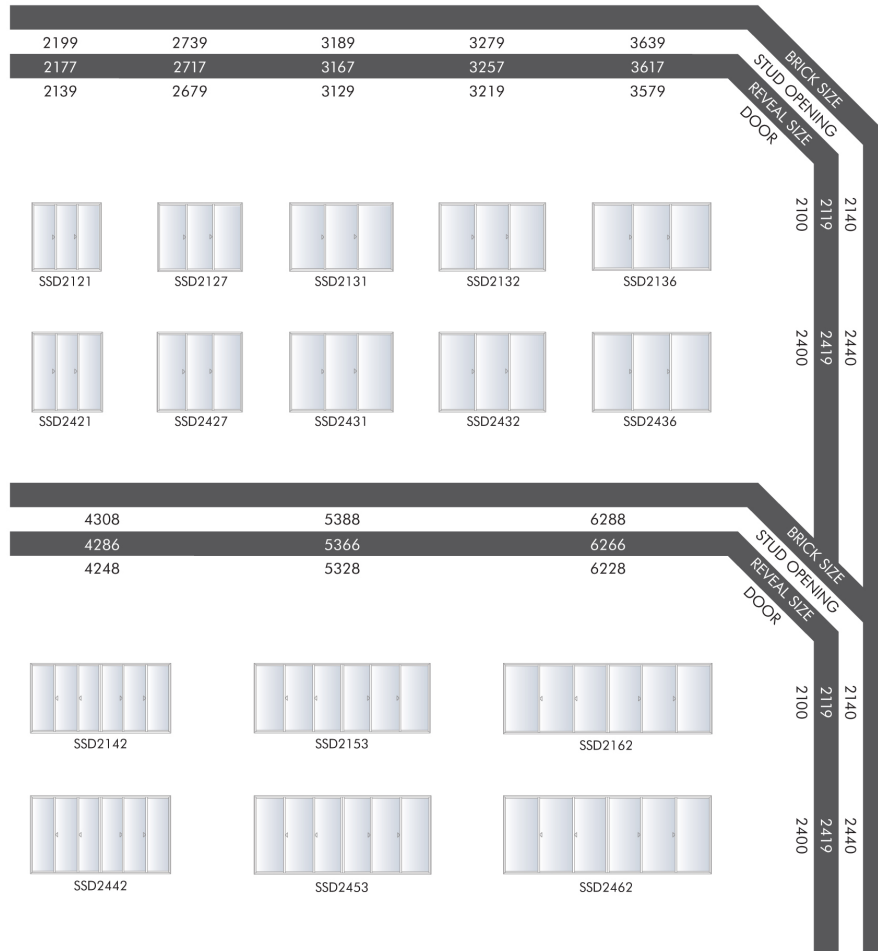 2199 2739 3189 3279 3639
2177 2717 3167 3257 3617
2139 2679 3129 3219 3579
BRICK SIZE
STUD OPENING
REVEAL SIZE
DOOR
2100 2119 2140
SSD2121 SSD2127 SSD2131 SSD2132 SSD2136
2400 2419 2440
SSD2421 SSD2427 SSD2431 SSD2432 SSD2436
4308 5388 6288
4286 5366 6266
4248 5328 6228
BRICK SIZE
STUD OPENING
REVEAL SIZE
DOOR
2100 2119 2140
SSD2142 SSD2153 SSD2162
2400 2419 2440
SSD2442 SSD2453 SSD2462